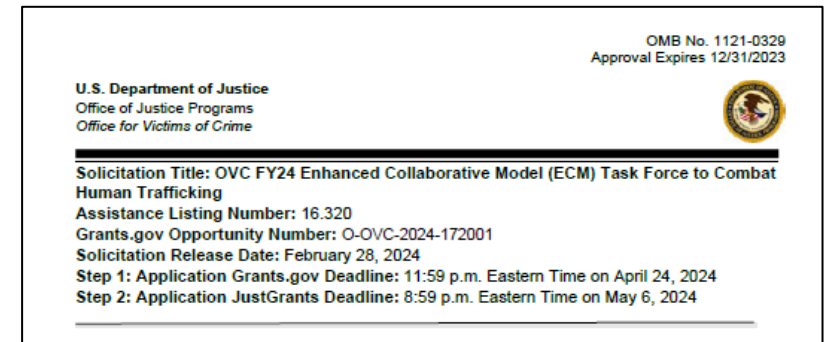 OMB No. 1121-0329
Approval Expires 12/31/2023
U.S. Department of Justice
Office of Justice Programs
Office for Victims of Crime
Solicitation Title: OVC FY24 Enhanced Collaborative Model (ECM) Task Force to Combat
Human Trafficking
Assistance Listing Number: 16.320
Grants.gov Opportunity Number: O-OVC-2024-172001
Solicitation Release Date: February 28, 2024
Step 1: Application Grants.gov Deadline: 11:59 p.m. Eastern Time on April 24, 2024
Step 2: Application JustGrants Deadline: 8:59 p.m. Eastern Time on May 6, 2024